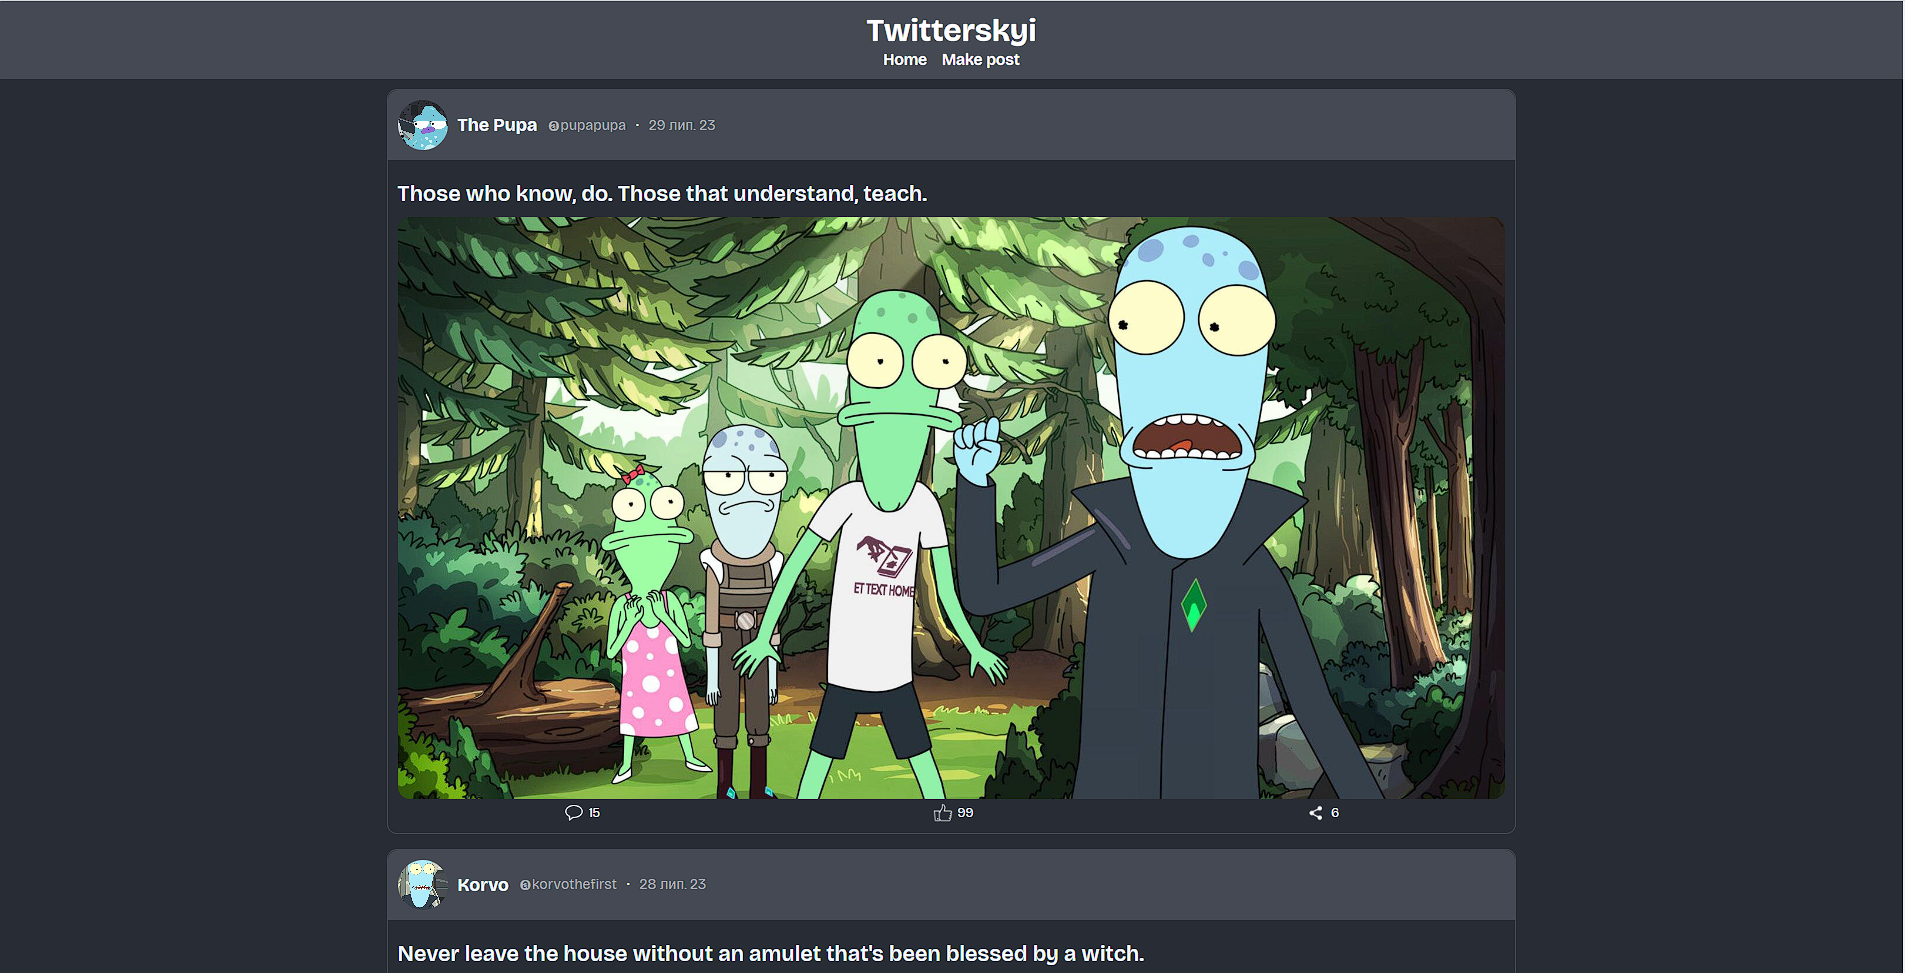 Twitterskyi
Home Make post
The Pupa @pupapupa · 29 лип. 23
Those who know, do. Those that understand, teach.
ET TEXT HOME
15 99 6
Korvo @korvothefirst · 28 лип. 23
Never leave the house without an amulet that's been blessed by a witch.